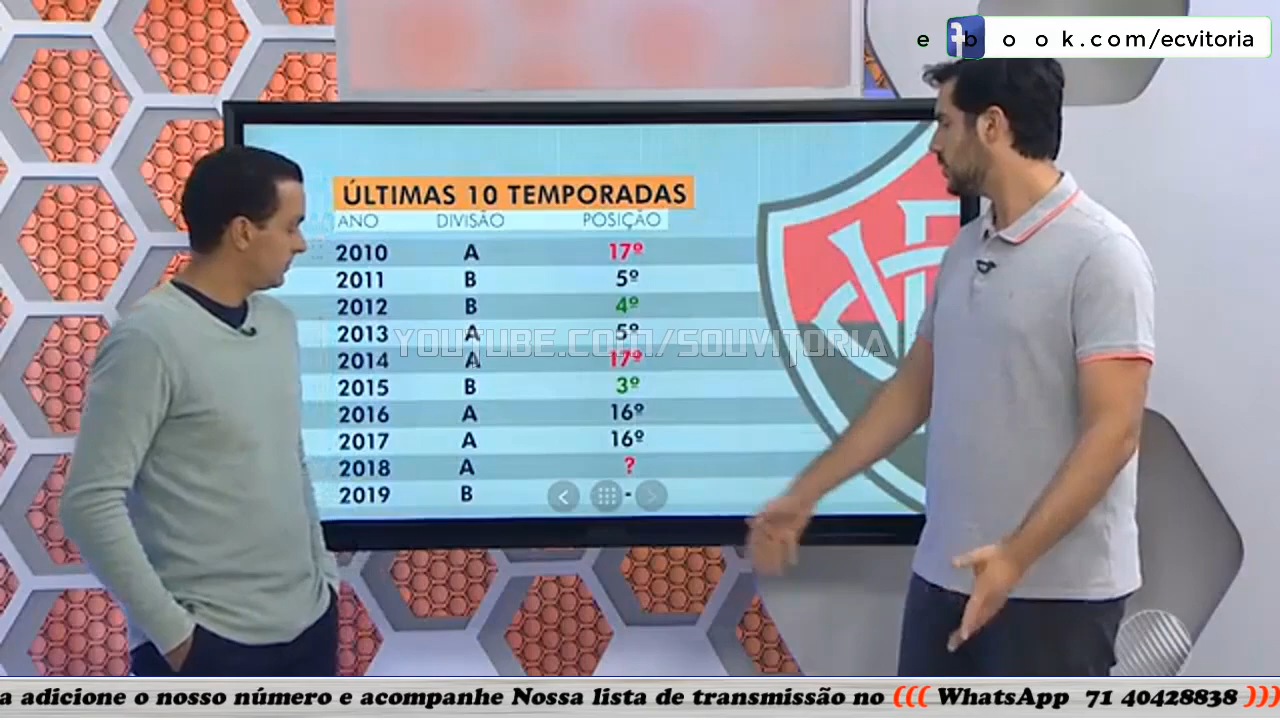 e b o o k.com/ecvitoria
ÚLTIMAS 10 TEMPORADAS
ANO DIVISÃO POSIÇÃO
2010 A 17º
2011 B 5º
2012 B 4º
2013 A 5º
YOUTUBE.COM/SOUVITORIA
2014 A 17º
2015 B 3º
2016 A 16º
2017 A 16º
2018 A ?
2019 B -
a adicione o nosso número e acompanhe Nossa lista de transmissão no ((( WhatsApp 71 40428838 )))